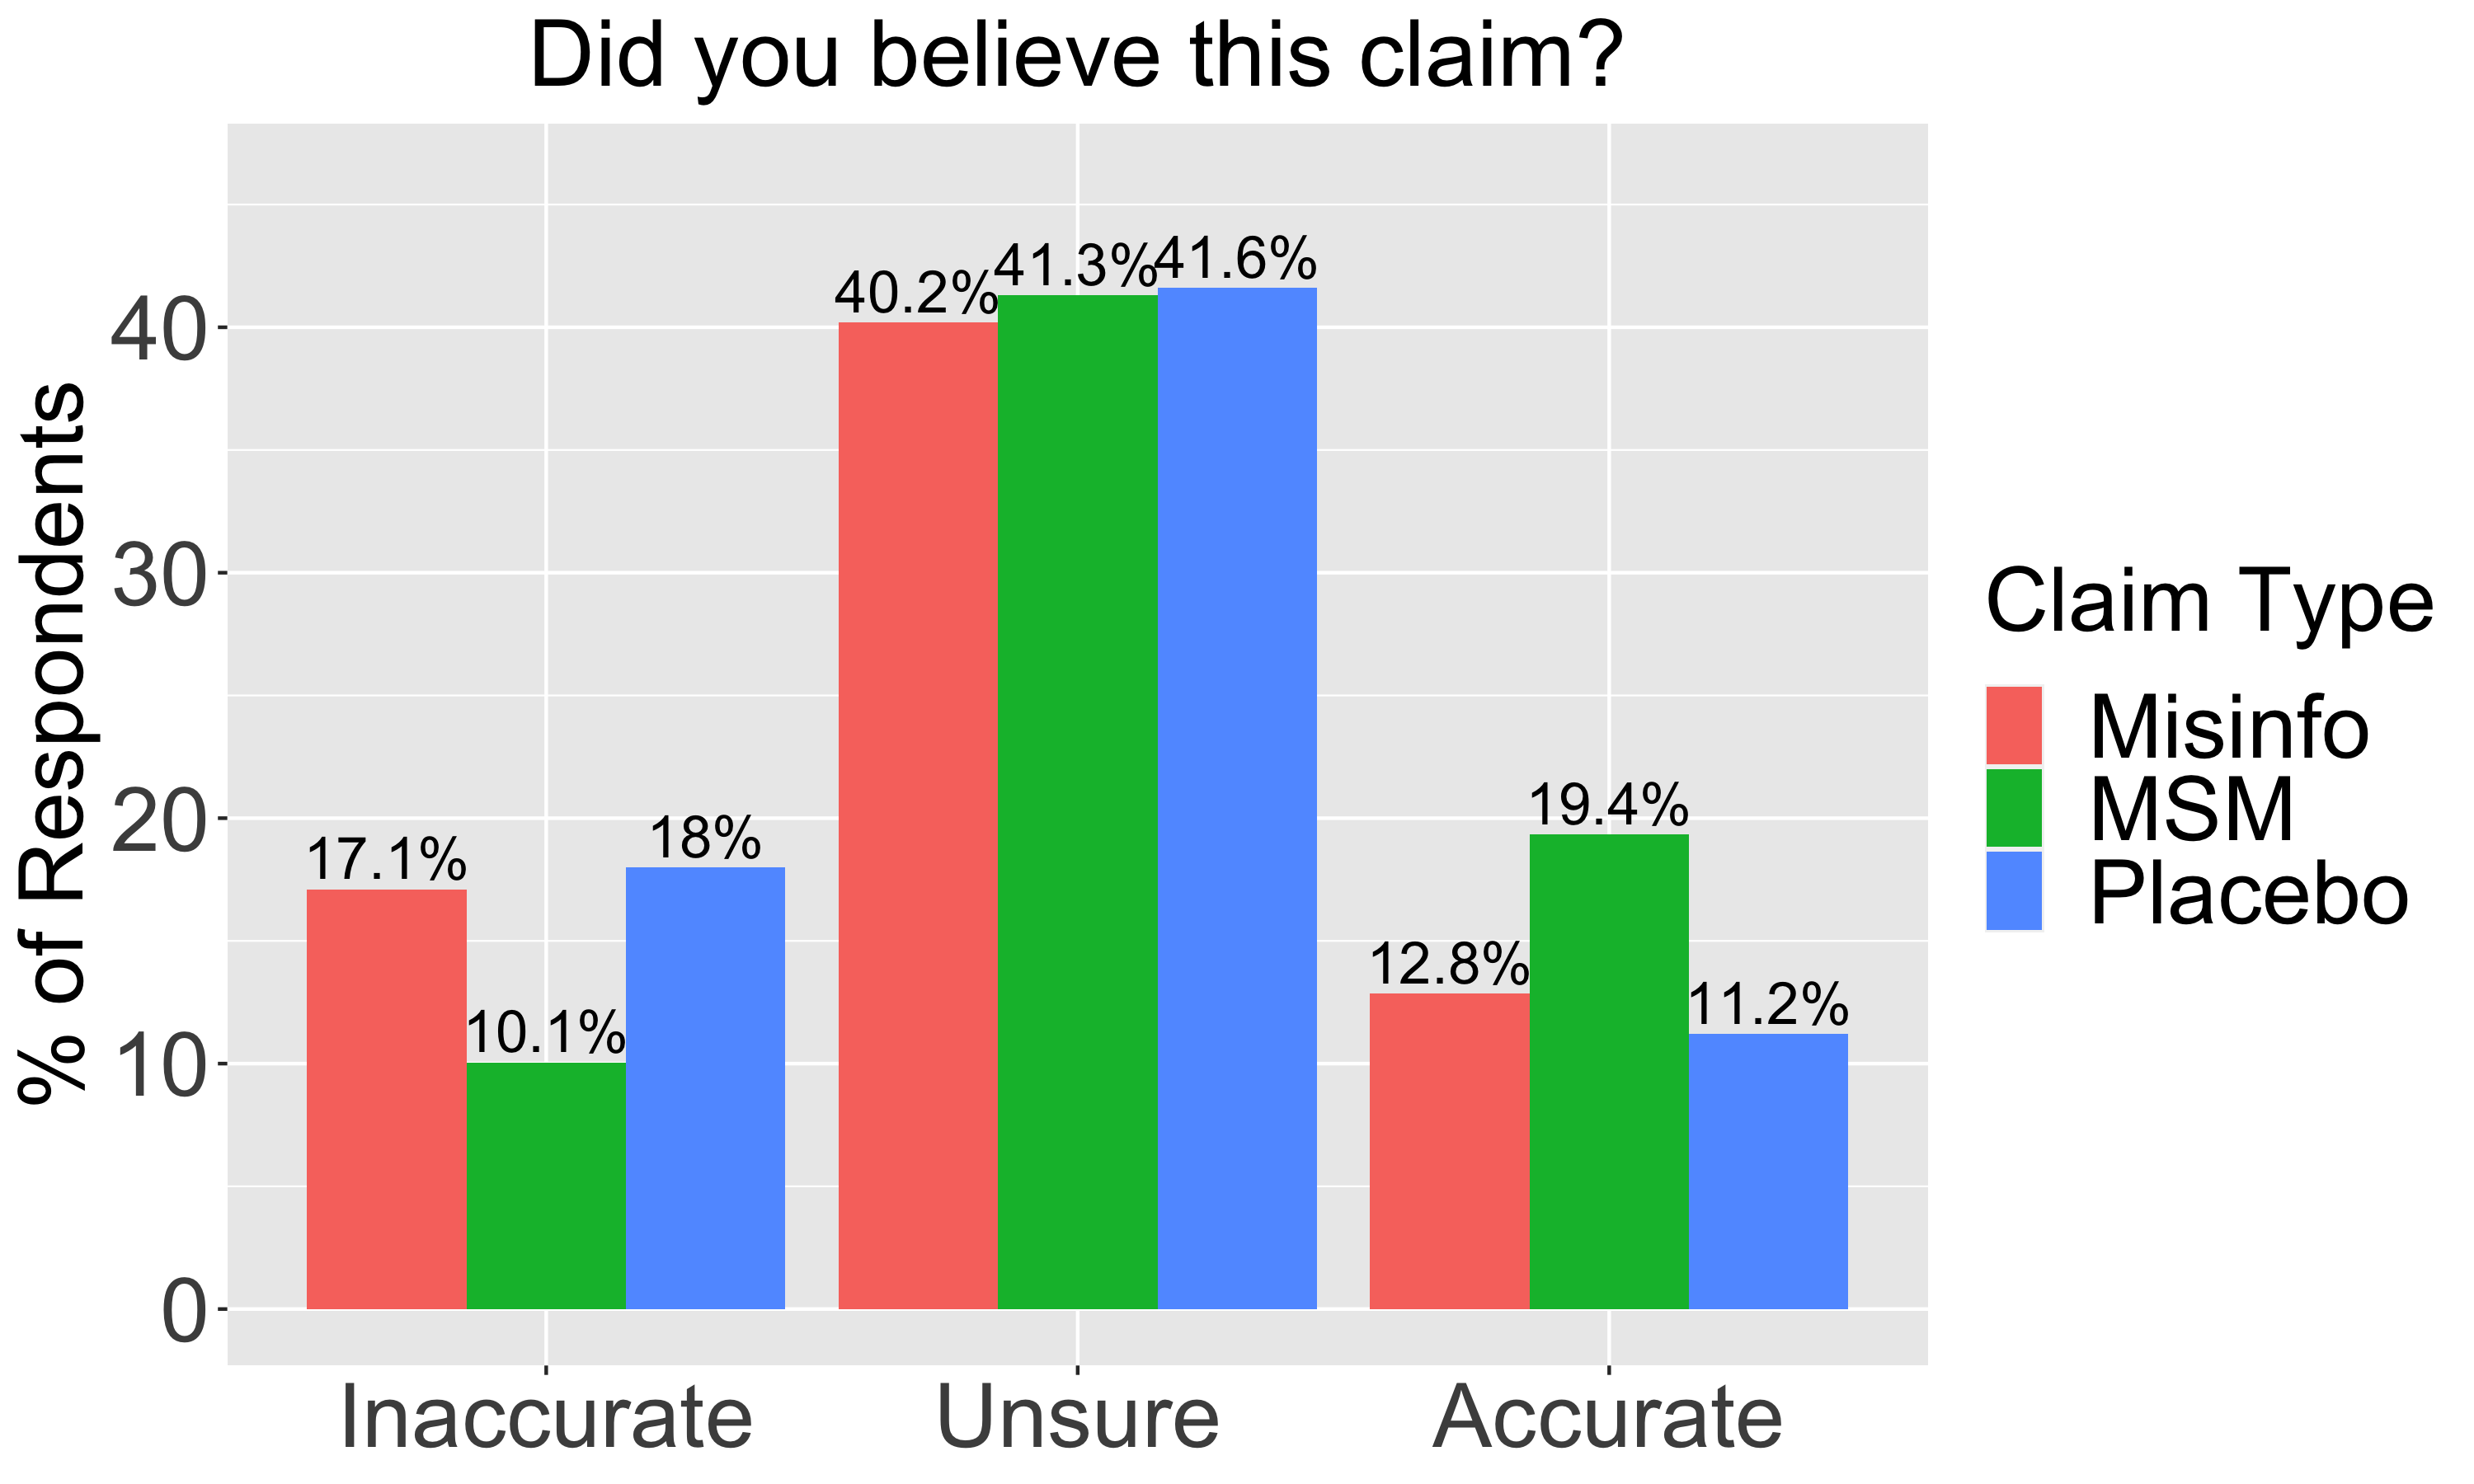 Did you believe this claim?
% of Respondents
40
30
20
10
0
17.1%
10.1%
18%
40.2%
41.3%
41.6%
12.8%
19.4%
11.2%
Inaccurate
Unsure
Accurate
Claim Type
Misinfo
MSM
Placebo